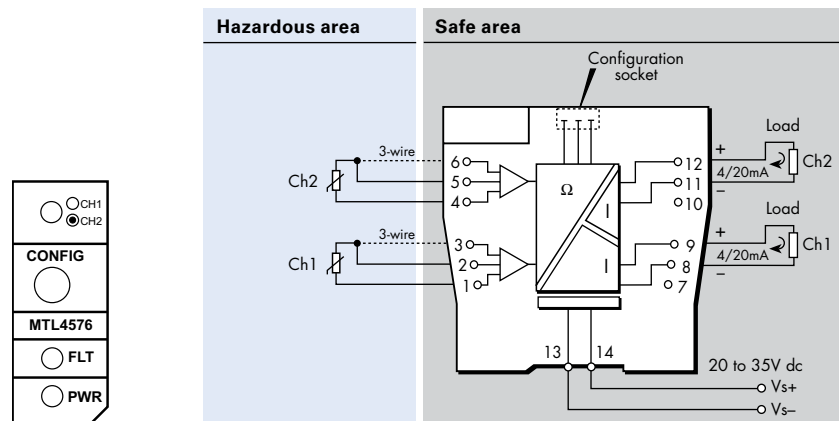 Hazardous area
Safe area
Configuration
socket
Load
3-wire
6
12
+
Ch2
Ch2
5
Ω
11
4/20mA
4
I
10
–
CH1
CH2
Load
3-wire
3
9
+
CONFIG
Ch1
2
I
8
4/20mA
Ch1
1
7
–
MTL4576
FLT
13
14
20 to 35V dc
PWR
Vs+
Vs–